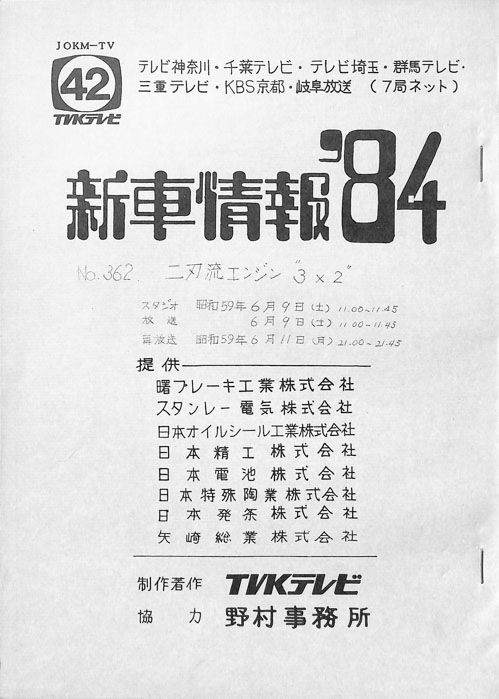 JOKM-TV
42
TVKテレビ
テレビ神奈川・千葉テレビ・テレビ埼玉・群馬テレビ・
三重テレビ・KBS京都・岐阜放送 (7局ネット)
新車情報'84
No.362 二刃流エンジン "3×2"
スタジオ 昭和59年6月9日(土) 11:00~11:45
放送 6月9日(土) 11:00~11:45
再放送 昭和59年6月11日(月) 21:00~21:45
提供
曙ブレーキ工業株式会社
スタンレー電気株式会社
日本オイルシール工業株式会社
日本精工株式会社
日本電池株式会社
日本特殊陶業株式会社
日本発条株式会社
矢崎総業株式会社
制作著作 TVKテレビ
協力 野村事務所